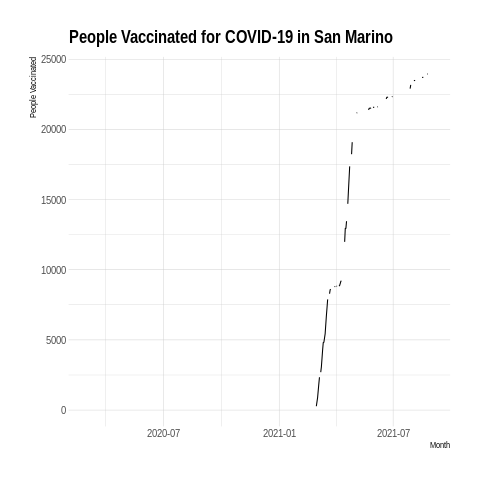 People Vaccinated for COVID-19 in San Marino
People Vaccinated
25000
20000
15000
10000
5000
0
2020-07 2021-01 2021-07
Month